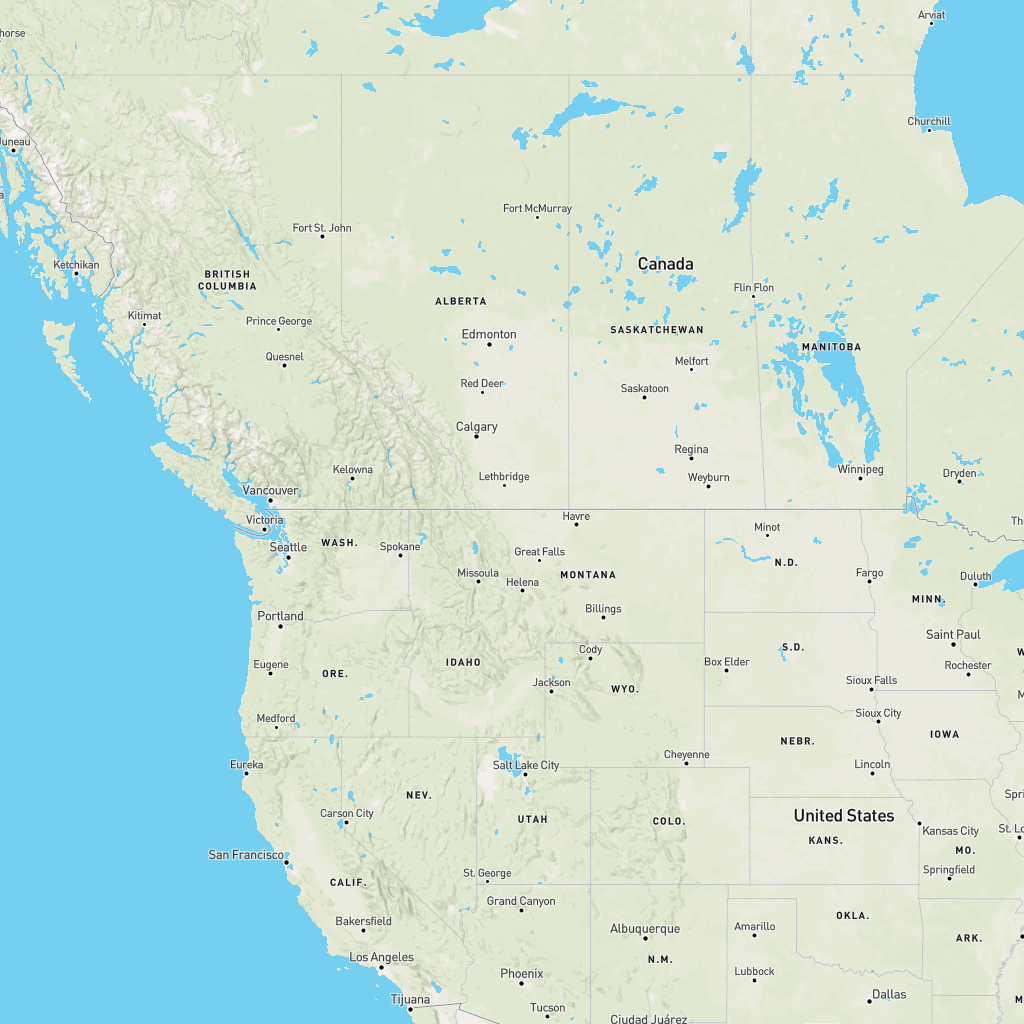 Arviat
horse
Churchill
Juneau
Fort McMurray
Fort St. John
Canada
Ketchikan
BRITISH
COLUMBIA
Flin Flon
ALBERTA
Kitimat
Prince George
SASKATCHEWAN
Edmonton
MANITOBA
Quesnel
Melfort
Red Deer
Saskatoon
Calgary
Regina
Kelowna
Winnipeg
Lethbridge
Weyburn
Dryden
Vancouver
Havre
Victoria
Th
Minot
WASH.
Seattle
Spokane
Great Falls
N.D.
Missoula
Helena
MONTANA
Fargo
Duluth
MINN.
Billings
Portland
Saint Paul
S.D.
Cody
W
Eugene
IDAHO
Box Elder
Rochester
ORE.
Jackson
WYO.
Sioux Falls
M
Medford
Sioux City
IOWA
NEBR.
Cheyenne
Eureka
Salt Lake City
Lincoln
NEV.
Spri
Carson City
UTAH
COLO.
United States
St. Lo
Kansas City
KANS.
MO.
San Francisco
St. George
Springfield
CALIF.
Grand Canyon
OKLA.
Bakersfield
Albuquerque
Amarillo
ARK.
Los Angeles
N.M.
Phoenix
Lubbock
Dallas
Tijuana
Tucson
M
Ciudad Juárez